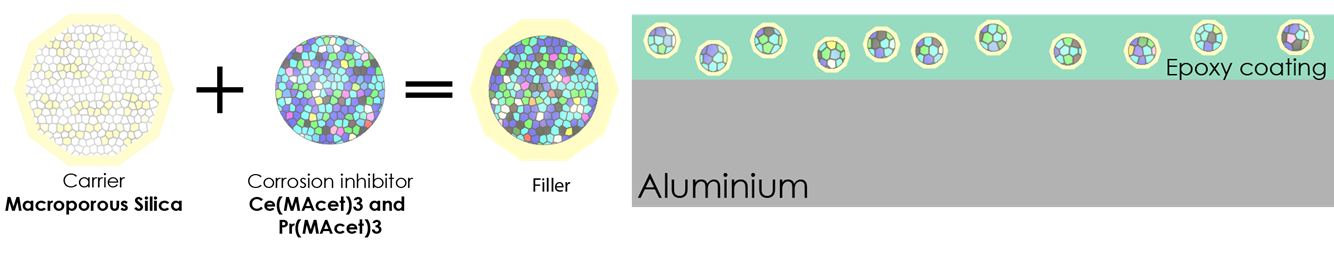 Carrier
Macroporous Silica
+
Corrosion inhibitor
Ce(MAcet)3 and
Pr(MAcet)3
=
Filler
Epoxy coating
Aluminium